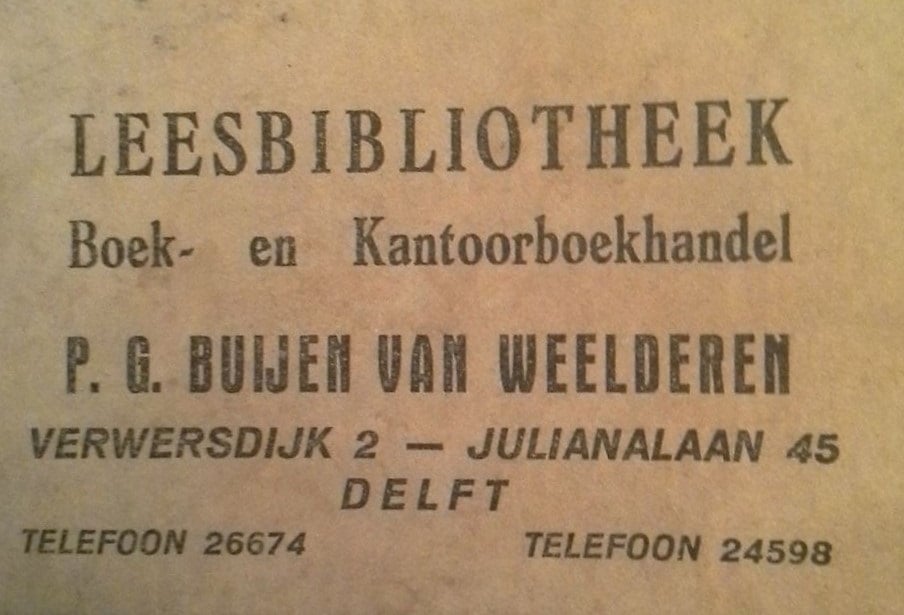 LEESBIBLIOTHEEK
Boek- en Kantoorboekhandel
P. G. BUIJEN VAN WEELDEREN
VERWERSDIJK 2 — JULIANALAAN 45
DELFT
TELEFOON 26674 TELEFOON 24598